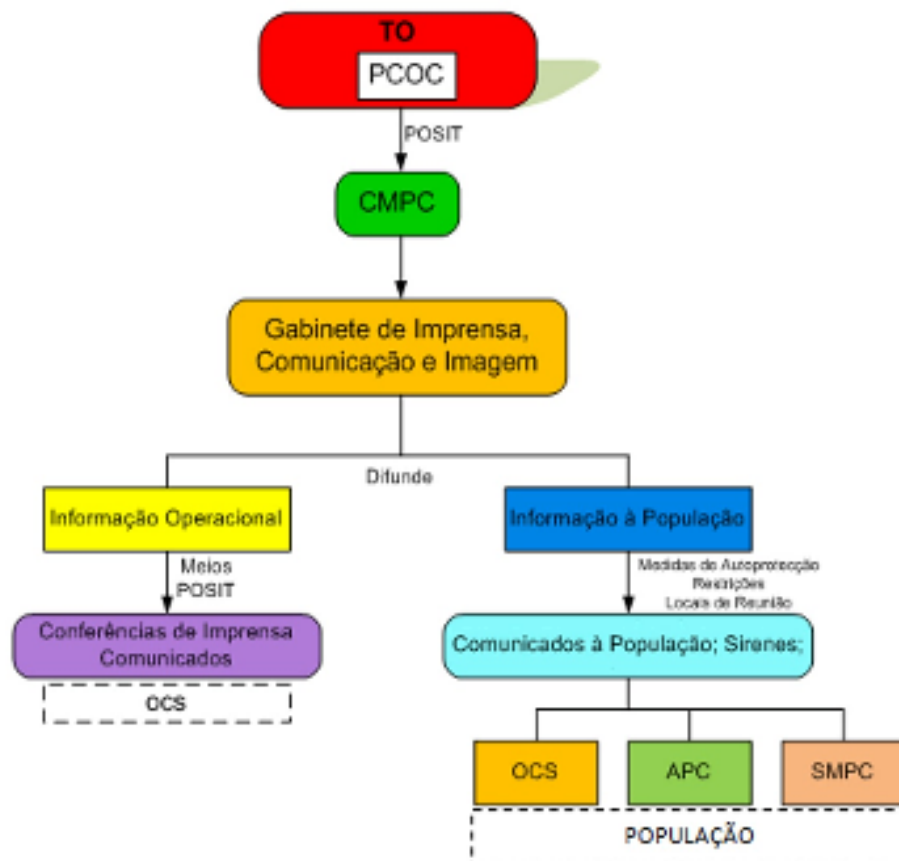 TO
PCOC
POSIT
CMPC
Gabinete de Imprensa,
Comunicação e Imagem
Difunde
Informação Operacional
Informação à População
Meios
POSIT
Medidas de Autoprotecção
Restrições
Locais de Reunião
Conferências de Imprensa
Comunicados
Comunicados à População; Sirenes;
OCS
OCS
APC
SMPC
POPULAÇÃO